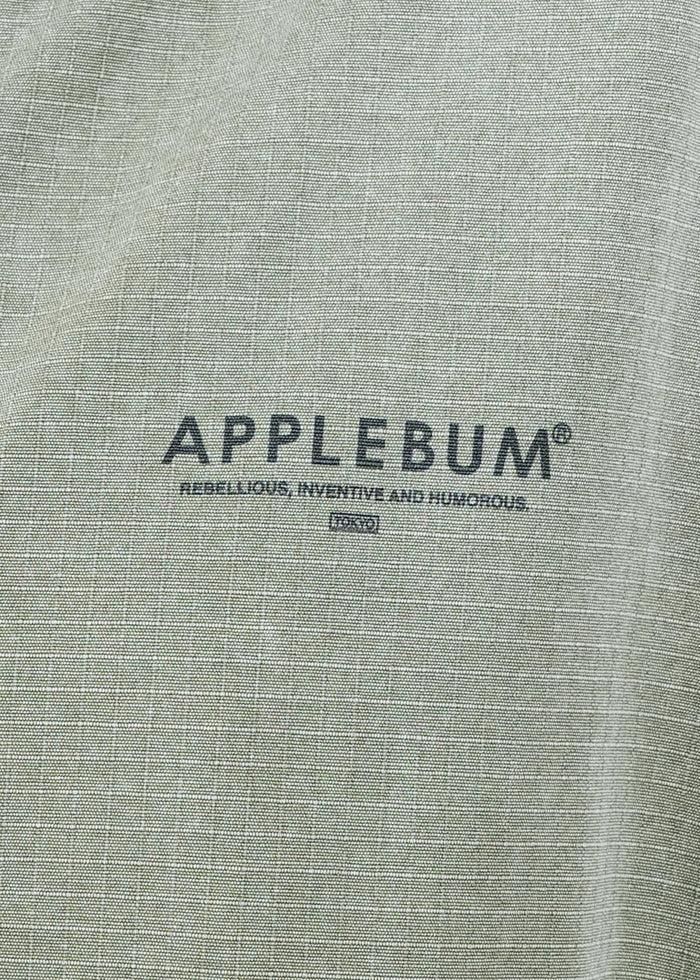 APPLEBUM®
REBELLIOUS, INVENTIVE AND HUMOROUS.
TOKYO